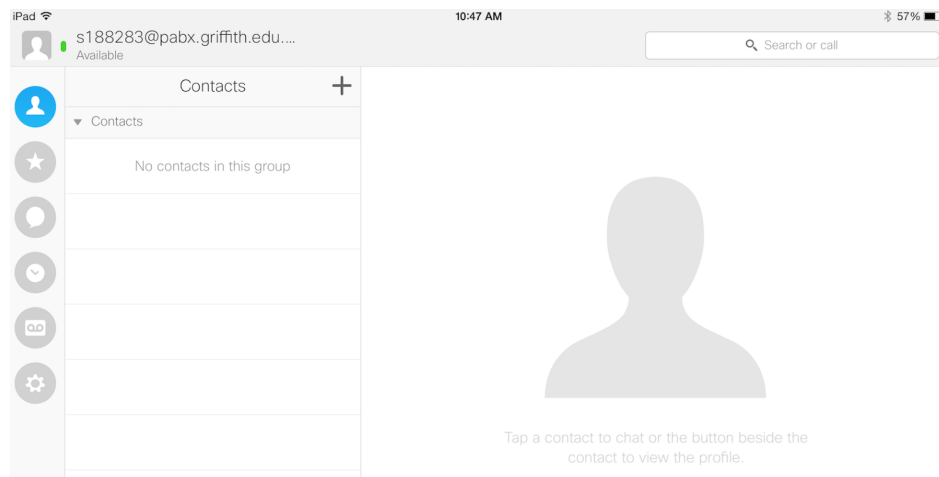 iPad
10:47 AM
57%
s188283@pabx.griffith.edu....
Available
Search or call
Contacts
Contacts
No contacts in this group
Tap a contact to chat or the button beside the
contact to view the profile.